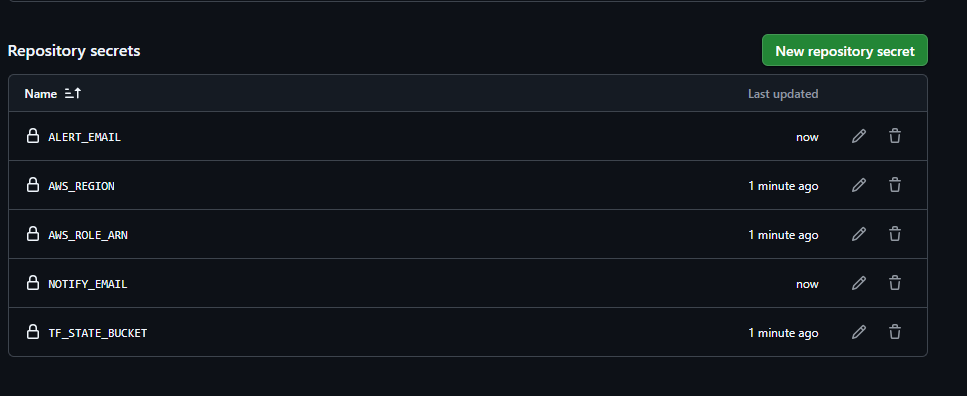 Repository secrets
New repository secret
Name
Last updated
ALERT_EMAIL
now
AWS_REGION
1 minute ago
AWS_ROLE_ARN
1 minute ago
NOTIFY_EMAIL
now
TF_STATE_BUCKET
1 minute ago